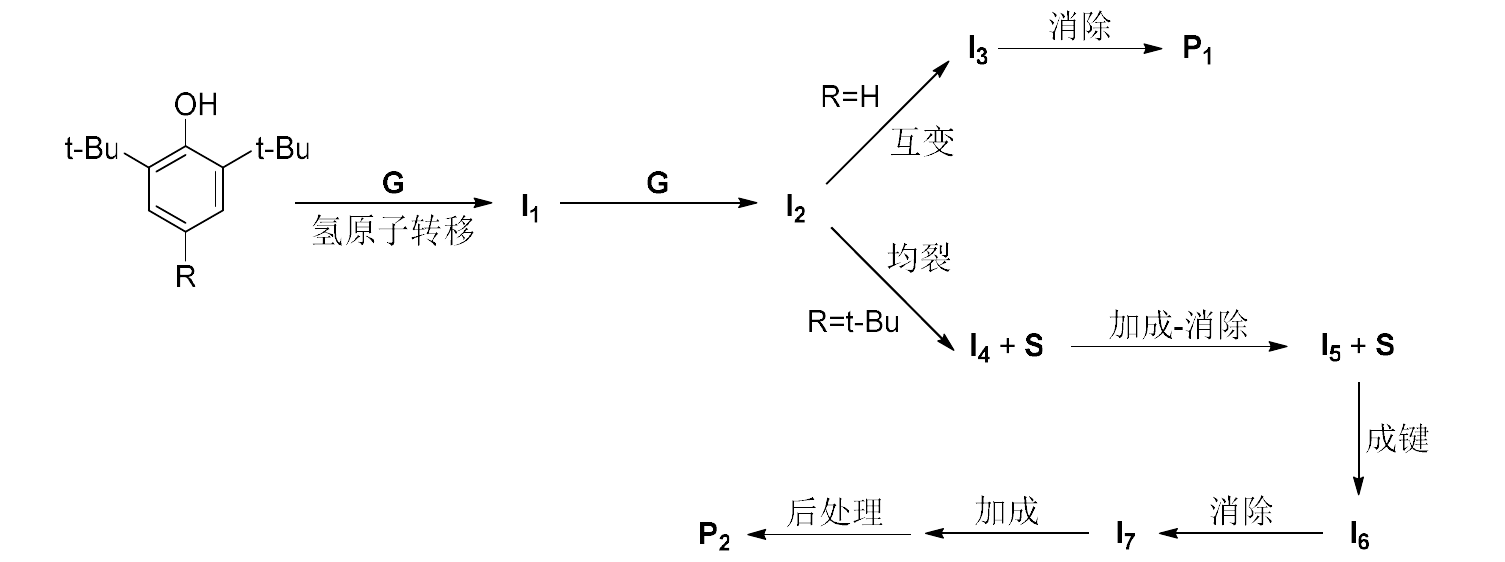 OH
t-Bu
t-Bu
R
G
氢原子转移
I₁
G
I₂
R=H
互变
I₃
消除
P₁
均裂
R=t-Bu
I₄ + S
加成-消除
I₅ + S
成键
I₆
消除
I₇
加成
后处理
P₂